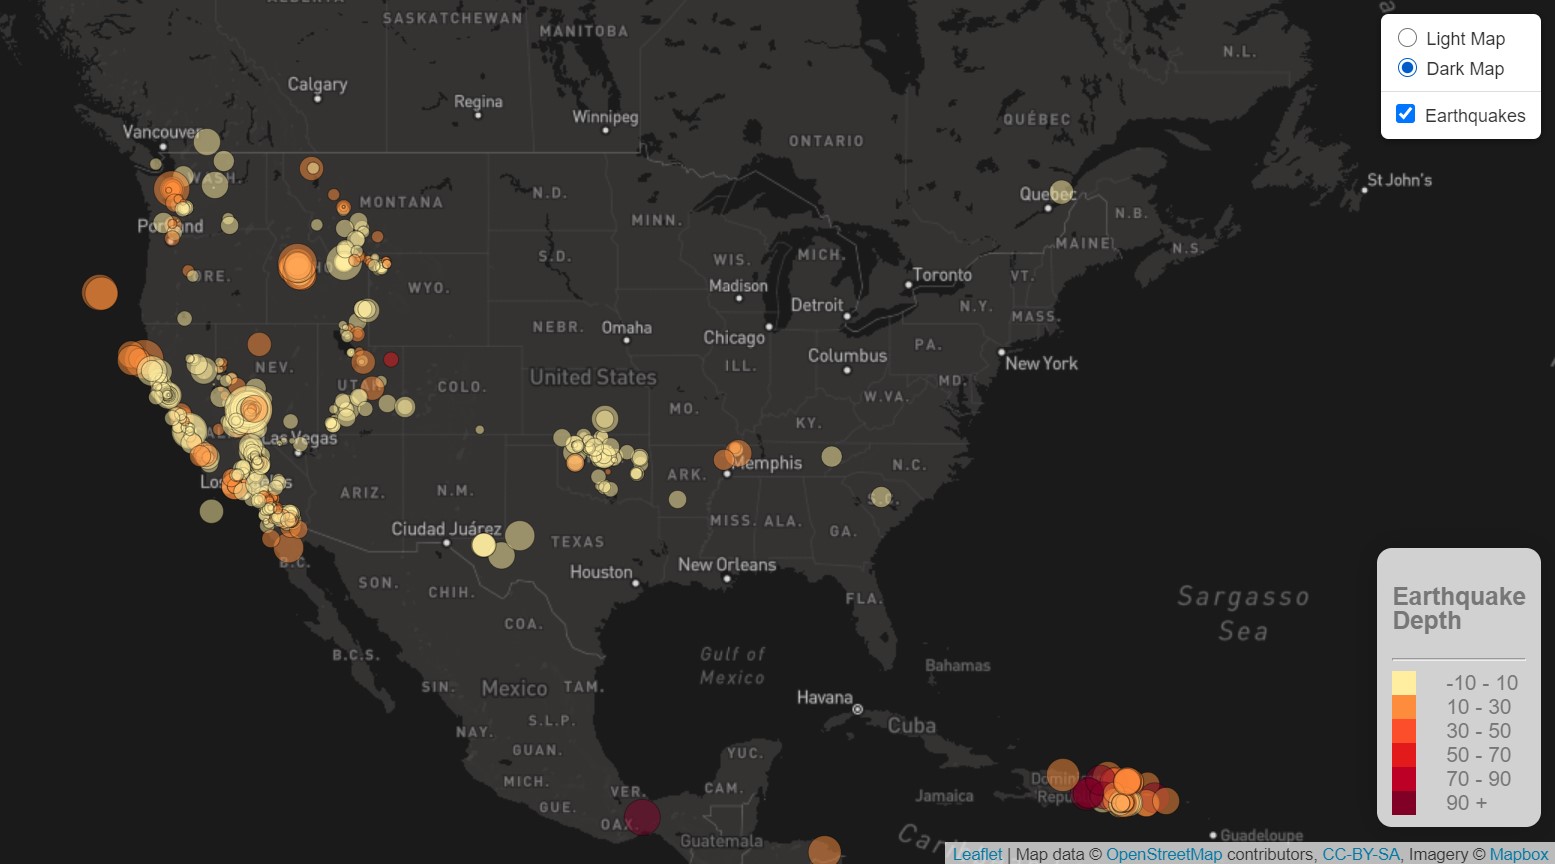 SASKATCHEWAN
MANITOBA
N.L.
Light Map
Dark Map
Earthquakes
Calgary
Regina
Winnipeg
ONTARIO
QUÉBEC
Vancouver
WASH.
MONTANA
N.D.
MINN.
Quebec
St John's
N.B.
Portland
MAINE
N.S.
ORE.
S.D.
WIS.
MICH.
Toronto
VT.
WYO.
Madison
Detroit
N.Y.
MASS.
NEBR.
Omaha
Chicago
Columbus
PA.
New York
NEV.
UTAH
COLO.
United States
ILL.
MD.
W.VA.
MO.
KY.
Las Vegas
Memphis
N.C.
ARK.
Los Angeles
ARIZ.
N.M.
S.C.
MISS.
ALA.
GA.
Ciudad Juárez
TEXAS
Houston
New Orleans
B.C.
SON.
CHIH.
FLA.
COA.
Sargasso
Sea
B.C.S.
Gulf of
Mexico
Bahamas
SIN.
Mexico
TAM.
Havana
Cuba
S.L.P.
NAY.
GUAN.
YUC.
MICH.
VER.
CAM.
Jamaica
GUE.
OAX.
Guatemala
Guadeloupe
Earthquake
Depth
-10 - 10
10 - 30
30 - 50
50 - 70
70 - 90
90 +
Leaflet | Map data © OpenStreetMap contributors, CC-BY-SA, Imagery © Mapbox